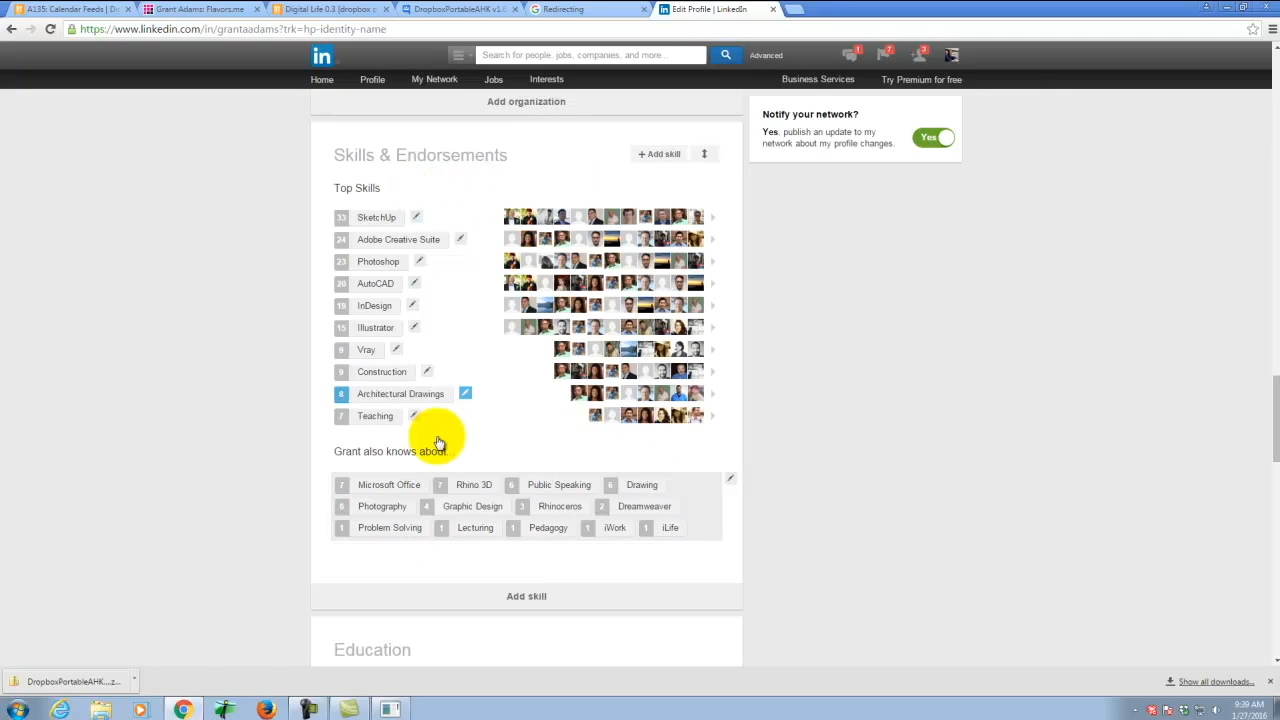 A135: Calendar Feeds | Di
Grant Adams: Flavors.me
Digital Life 0.3 [dropbox p
DropboxPortableAHK v1.6
Redirecting
Edit Profile | LinkedIn
https://www.linkedin.com/in/grantaadams?trk=hp-identity-name
in
Search for people, jobs, companies, and more...
Advanced
1
7
3
Home
Profile
My Network
Jobs
Interests
Business Services
Try Premium for free
Add organization
Notify your network?
Yes, publish an update to my
network about my profile changes.
Yes
Skills & Endorsements
+ Add skill
Top Skills
33 SketchUp
24 Adobe Creative Suite
23 Photoshop
20 AutoCAD
19 InDesign
15 Illustrator
9 Vray
9 Construction
8 Architectural Drawings
7 Teaching
Grant also knows about...
7 Microsoft Office 7 Rhino 3D 6 Public Speaking 6 Drawing
6 Photography 4 Graphic Design 3 Rhinoceros 2 Dreamweaver
1 Problem Solving 1 Lecturing 1 Pedagogy 1 iWork 1 iLife
Add skill
Education
DropboxPortableAHK....z...
Show all downloads...
9:39 AM
1/27/2016